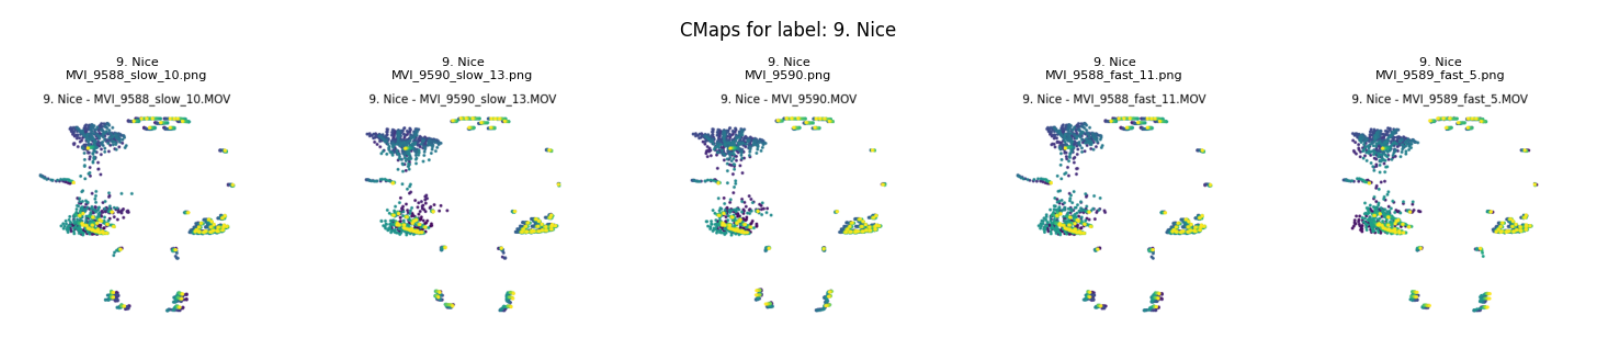 CMaps for label: 9. Nice
9. Nice
MVI_9588_slow_10.png
9. Nice - MVI_9588_slow_10.MOV
9. Nice
MVI_9590_slow_13.png
9. Nice - MVI_9590_slow_13.MOV
9. Nice
MVI_9590.png
9. Nice - MVI_9590.MOV
9. Nice
MVI_9588_fast_11.png
9. Nice - MVI_9588_fast_11.MOV
9. Nice
MVI_9589_fast_5.png
9. Nice - MVI_9589_fast_5.MOV